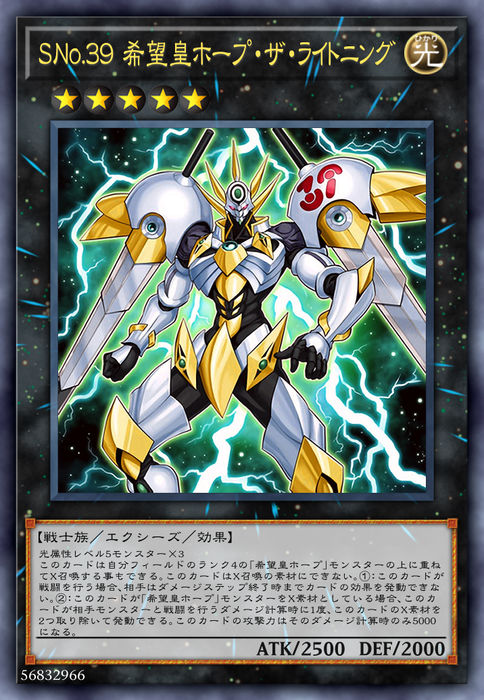 SNo.39 希望皇ホープ・ザ・ライトニング
ひかり
光
39
【戦士族/エクシーズ/効果】
光属性レベル5モンスター×3
このカードは自分フィールドのランク4の「希望皇ホープ」モンスターの上に重ね
てX召喚する事もできる。このカードはX召喚の素材にできない。①:このカードが
戦闘を行う場合、相手はダメージステップ終了時までカードの効果を発動できな
い。②:このカードが「希望皇ホープ」モンスターをX素材としている場合、このカ
ードが相手モンスターと戦闘を行うダメージ計算時に1度、このカードのX素材を
2つ取り除いて発動できる。このカードの攻撃力はそのダメージ計算時のみ5000
になる。
ATK/2500 DEF/2000
56832966